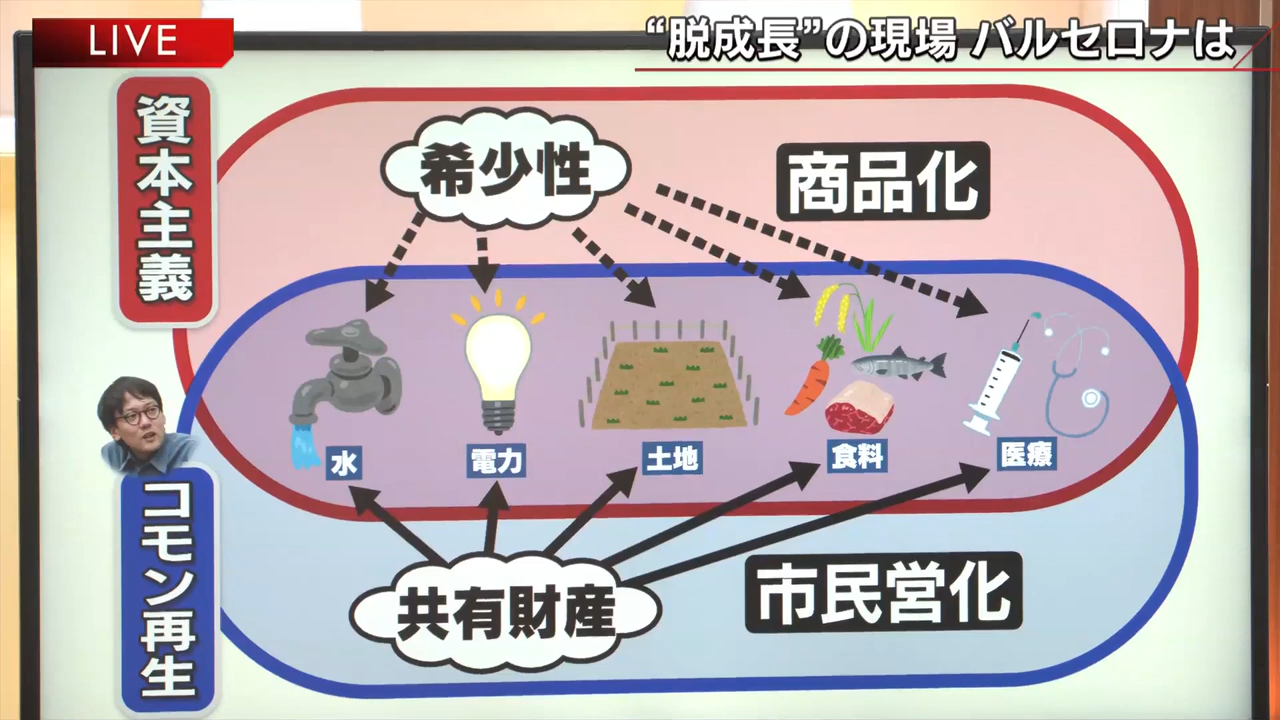 LIVE
“脱成長”の現場 バルセロナは
資本主義
希少性
商品化
水
電力
土地
食料
医療
コモン再生
共有財産
市民営化